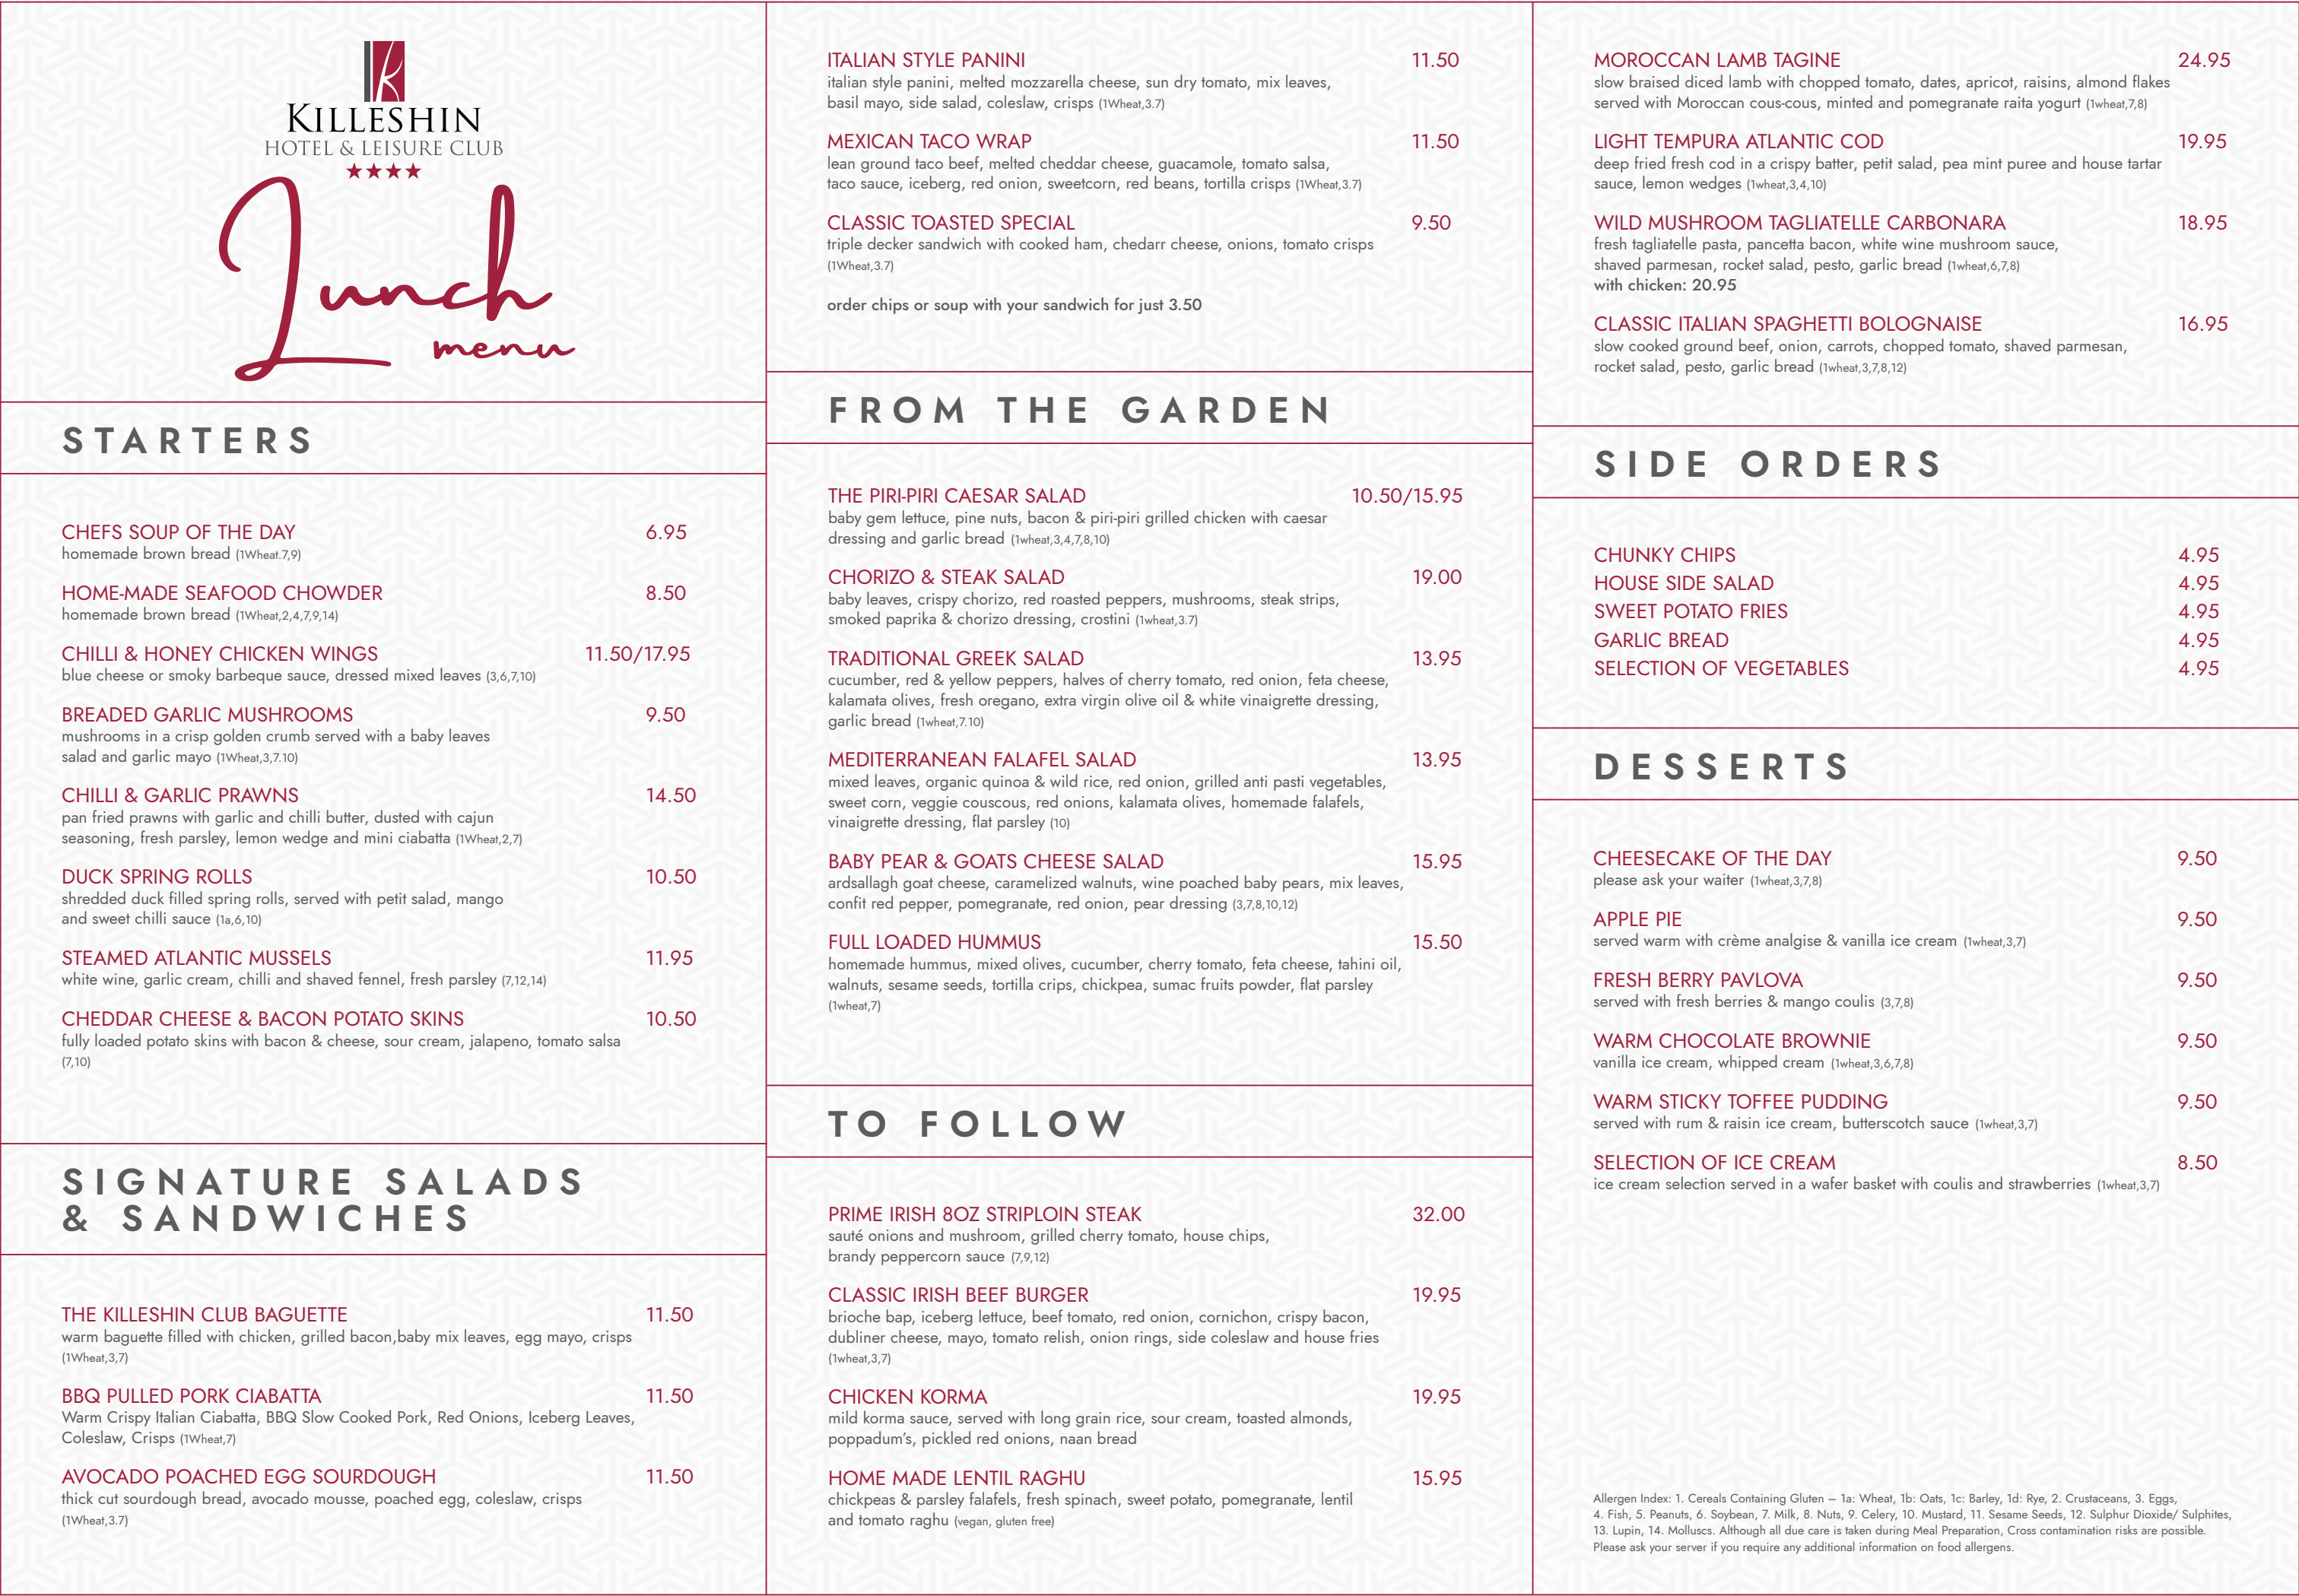 KILLESHIN
HOTEL & LEISURE CLUB
Lunch
menu
STARTERS
CHEFS SOUP OF THE DAY 6.95
homemade brown bread (1Wheat.7,9)
HOME-MADE SEAFOOD CHOWDER 8.50
homemade brown bread (1Wheat,2,4,7,9,14)
CHILLI & HONEY CHICKEN WINGS 11.50/17.95
blue cheese or smoky barbeque sauce, dressed mixed leaves (3,6,7,10)
BREADED GARLIC MUSHROOMS 9.50
mushrooms in a crisp golden crumb served with a baby leaves
salad and garlic mayo (1Wheat,3,7.10)
CHILLI & GARLIC PRAWNS 14.50
pan fried prawns with garlic and chilli butter, dusted with cajun
seasoning, fresh parsley, lemon wedge and mini ciabatta (1Wheat,2,7)
DUCK SPRING ROLLS 10.50
shredded duck filled spring rolls, served with petit salad, mango
and sweet chilli sauce (1a,6,10)
STEAMED ATLANTIC MUSSELS 11.95
white wine, garlic cream, chilli and shaved fennel, fresh parsley (7,12,14)
CHEDDAR CHEESE & BACON POTATO SKINS 10.50
fully loaded potato skins with bacon & cheese, sour cream, jalapeno, tomato salsa
(7,10)
SIGNATURE SALADS
& SANDWICHES
THE KILLESHIN CLUB BAGUETTE 11.50
warm baguette filled with chicken, grilled bacon,baby mix leaves, egg mayo, crisps
(1Wheat,3,7)
BBQ PULLED PORK CIABATTA 11.50
Warm Crispy Italian Ciabatta, BBQ Slow Cooked Pork, Red Onions, Iceberg Leaves,
Coleslaw, Crisps (1Wheat,7)
AVOCADO POACHED EGG SOURDOUGH 11.50
thick cut sourdough bread, avocado mousse, poached egg, coleslaw, crisps
(1Wheat,3.7)
ITALIAN STYLE PANINI 11.50
italian style panini, melted mozzarella cheese, sun dry tomato, mix leaves,
basil mayo, side salad, coleslaw, crisps (1Wheat,3.7)
MEXICAN TACO WRAP 11.50
lean ground taco beef, melted cheddar cheese, guacamole, tomato salsa,
taco sauce, iceberg, red onion, sweetcorn, red beans, tortilla crisps (1Wheat,3.7)
CLASSIC TOASTED SPECIAL 9.50
triple decker sandwich with cooked ham, chedarr cheese, onions, tomato crisps
(1Wheat,3.7)
order chips or soup with your sandwich for just 3.50
FROM THE GARDEN
THE PIRI-PIRI CAESAR SALAD 10.50/15.95
baby gem lettuce, pine nuts, bacon & piri-piri grilled chicken with caesar
dressing and garlic bread (1wheat,3,4,7,8,10)
CHORIZO & STEAK SALAD 19.00
baby leaves, crispy chorizo, red roasted peppers, mushrooms, steak strips,
smoked paprika & chorizo dressing, crostini (1wheat,3.7)
TRADITIONAL GREEK SALAD 13.95
cucumber, red & yellow peppers, halves of cherry tomato, red onion, feta cheese,
kalamata olives, fresh oregano, extra virgin olive oil & white vinaigrette dressing,
garlic bread (1wheat,7.10)
MEDITERRANEAN FALAFEL SALAD 13.95
mixed leaves, organic quinoa & wild rice, red onion, grilled anti pasti vegetables,
sweet corn, veggie couscous, red onions, kalamata olives, homemade falafels,
vinaigrette dressing, flat parsley (10)
BABY PEAR & GOATS CHEESE SALAD 15.95
ardsallagh goat cheese, caramelized walnuts, wine poached baby pears, mix leaves,
confit red pepper, pomegranate, red onion, pear dressing (3,7,8,10,12)
FULL LOADED HUMMUS 15.50
homemade hummus, mixed olives, cucumber, cherry tomato, feta cheese, tahini oil,
walnuts, sesame seeds, tortilla crips, chickpea, sumac fruits powder, flat parsley
(1wheat,7)
TO FOLLOW
PRIME IRISH 8OZ STRIPLOIN STEAK 32.00
sauté onions and mushroom, grilled cherry tomato, house chips,
brandy peppercorn sauce (7,9,12)
CLASSIC IRISH BEEF BURGER 19.95
brioche bap, iceberg lettuce, beef tomato, red onion, cornichon, crispy bacon,
dubliner cheese, mayo, tomato relish, onion rings, side coleslaw and house fries
(1wheat,3,7)
CHICKEN KORMA 19.95
mild korma sauce, served with long grain rice, sour cream, toasted almonds,
poppadum's, pickled red onions, naan bread
HOME MADE LENTIL RAGHU 15.95
chickpeas & parsley falafels, fresh spinach, sweet potato, pomegranate, lentil
and tomato raghu (vegan, gluten free)
MOROCCAN LAMB TAGINE 24.95
slow braised diced lamb with chopped tomato, dates, apricot, raisins, almond flakes
served with Moroccan cous-cous, minted and pomegranate raita yogurt (1wheat,7,8)
LIGHT TEMPURA ATLANTIC COD 19.95
deep fried fresh cod in a crispy batter, petit salad, pea mint puree and house tartar
sauce, lemon wedges (1wheat,3,4,10)
WILD MUSHROOM TAGLIATELLE CARBONARA 18.95
fresh tagliatelle pasta, pancetta bacon, white wine mushroom sauce,
shaved parmesan, rocket salad, pesto, garlic bread (1wheat,6,7,8)
with chicken: 20.95
CLASSIC ITALIAN SPAGHETTI BOLOGNAISE 16.95
slow cooked ground beef, onion, carrots, chopped tomato, shaved parmesan,
rocket salad, pesto, garlic bread (1wheat,3,7,8,12)
SIDE ORDERS
CHUNKY CHIPS 4.95
HOUSE SIDE SALAD 4.95
SWEET POTATO FRIES 4.95
GARLIC BREAD 4.95
SELECTION OF VEGETABLES 4.95
DESSERTS
CHEESECAKE OF THE DAY 9.50
please ask your waiter (1wheat,3,7,8)
APPLE PIE 9.50
served warm with crème analgise & vanilla ice cream (1wheat,3,7)
FRESH BERRY PAVLOVA 9.50
served with fresh berries & mango coulis (3,7,8)
WARM CHOCOLATE BROWNIE 9.50
vanilla ice cream, whipped cream (1wheat,3,6,7,8)
WARM STICKY TOFFEE PUDDING 9.50
served with rum & raisin ice cream, butterscotch sauce (1wheat,3,7)
SELECTION OF ICE CREAM 8.50
ice cream selection served in a wafer basket with coulis and strawberries (1wheat,3,7)
Allergen Index: 1. Cereals Containing Gluten – 1a: Wheat, 1b: Oats, 1c: Barley, 1d: Rye, 2. Crustaceans, 3. Eggs,
4. Fish, 5. Peanuts, 6. Soybean, 7. Milk, 8. Nuts, 9. Celery, 10. Mustard, 11. Sesame Seeds, 12. Sulphur Dioxide/ Sulphites,
13. Lupin, 14. Molluscs. Although all due care is taken during Meal Preparation, Cross contamination risks are possible.
Please ask your server if you require any additional information on food allergens.